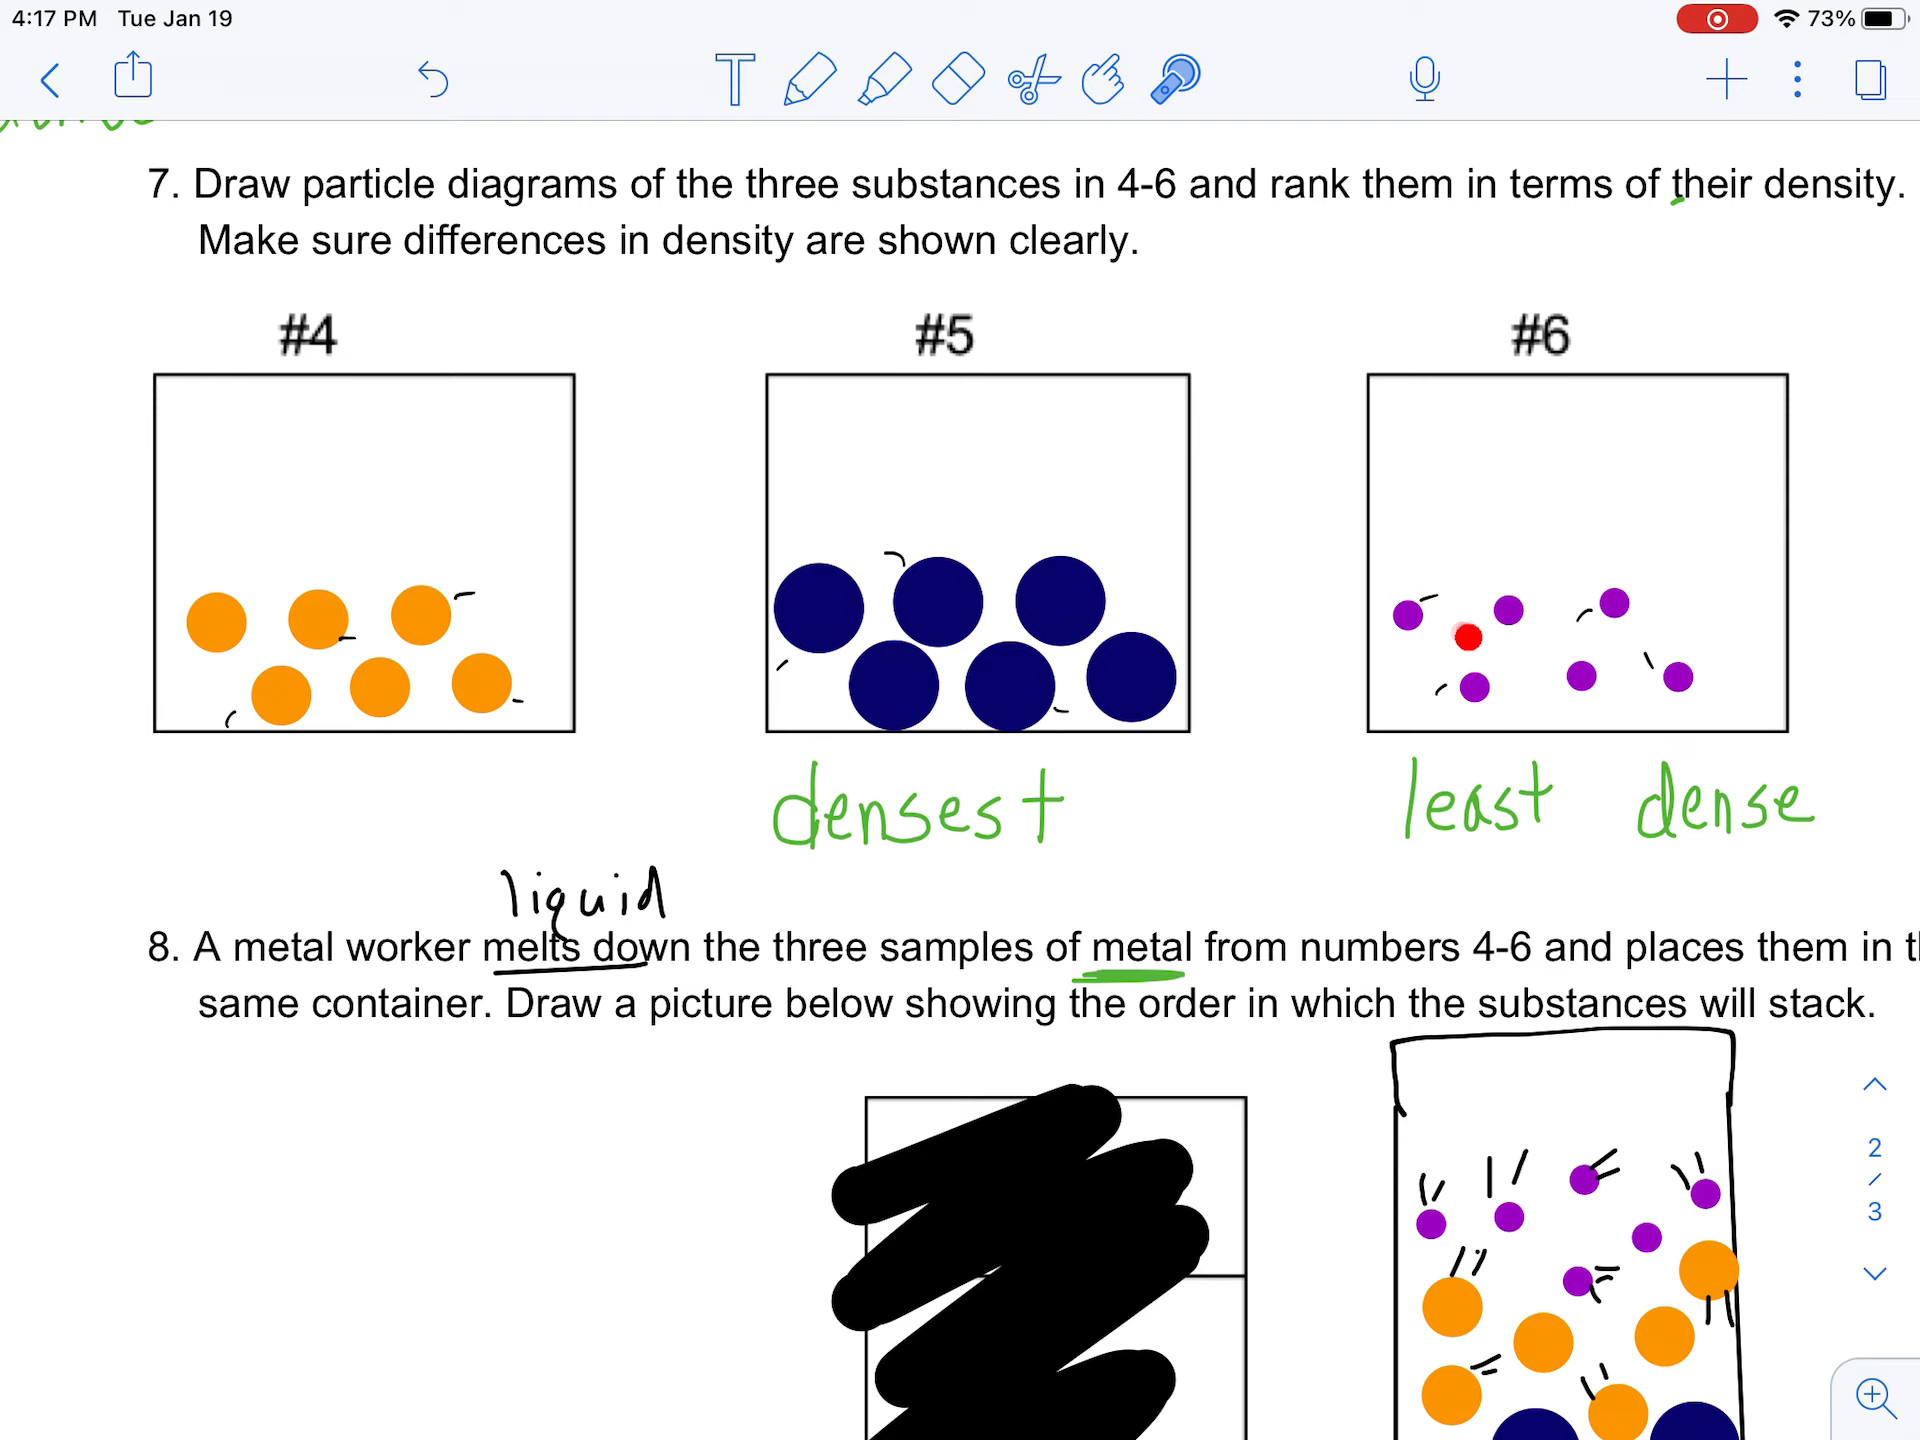 4:17 PM Tue Jan 19
73%
7. Draw particle diagrams of the three substances in 4-6 and rank them in terms of their density.
Make sure differences in density are shown clearly.
#4 #5 #6
densest least dense
liquid
8. A metal worker melts down the three samples of metal from numbers 4-6 and places them in
same container. Draw a picture below showing the order in which the substances will stack.
2
/
3